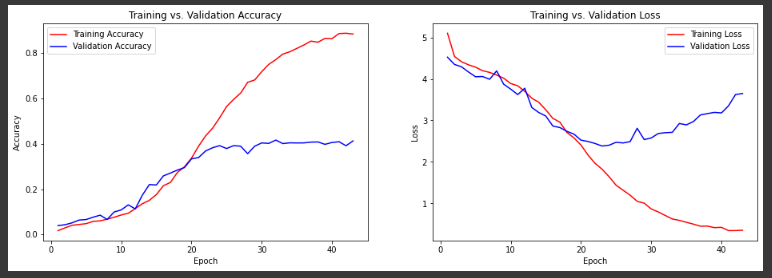 Training vs. Validation Accuracy
Training Accuracy
Validation Accuracy
Accuracy
0.8
0.6
0.4
0.2
0.0
0 10 20 30 40
Epoch
Training vs. Validation Loss
Training Loss
Validation Loss
Loss
5
4
3
2
1
0 10 20 30 40
Epoch